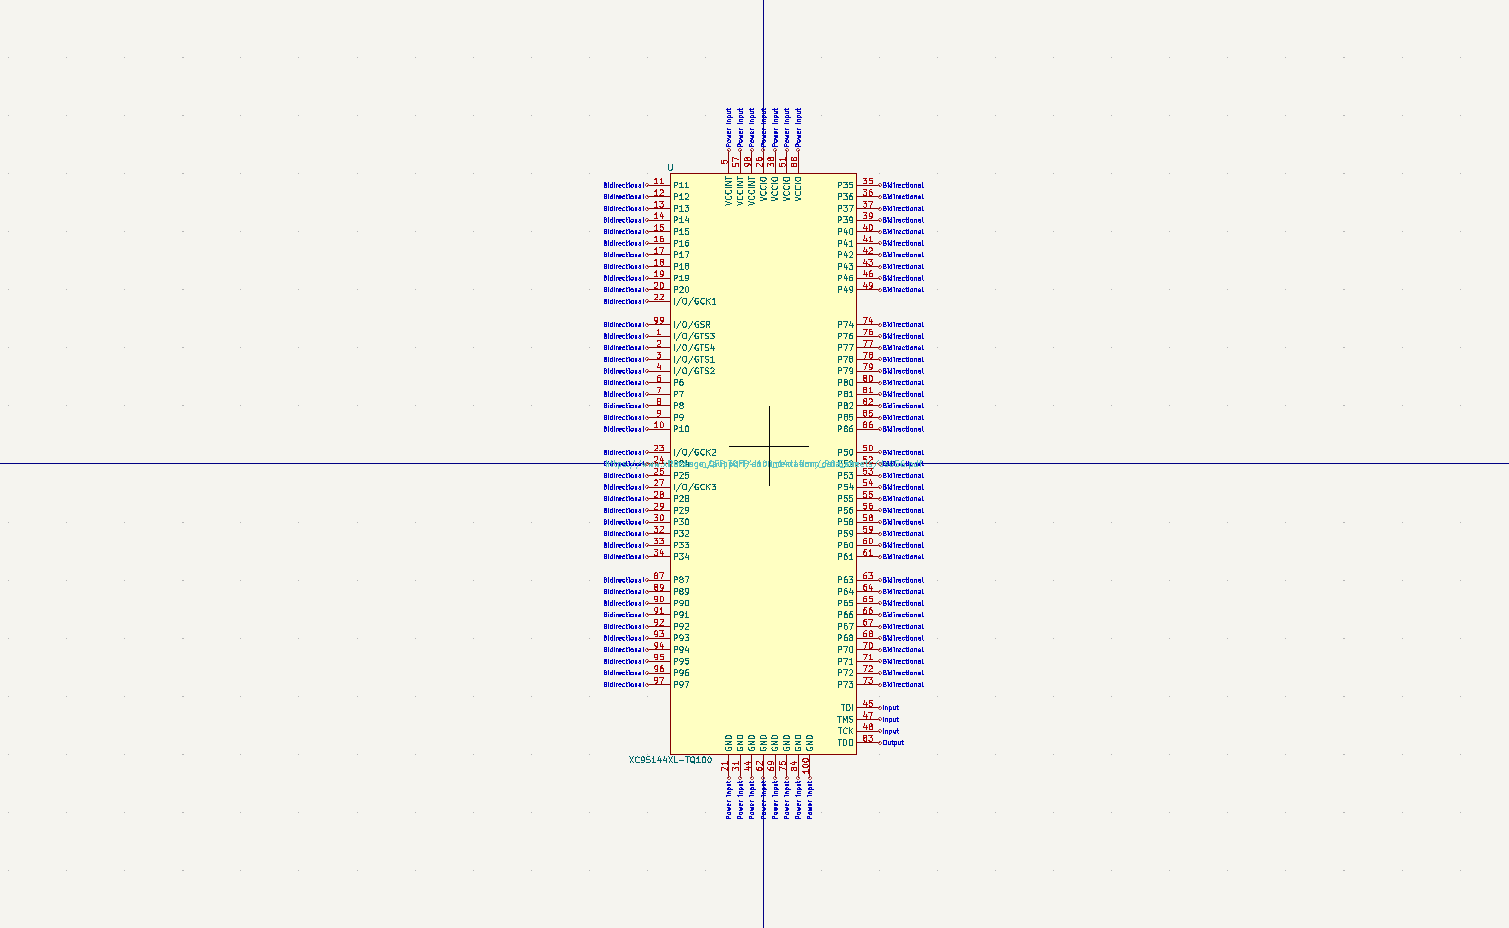 Power Input Power Input Power Input Power Input Power Input Power Input Power Input
5 57 98 26 38 51 88
U
VCCINT VCCINT VCCINT VCCIO VCCIO VCCIO VCCIO
Bidirectional 11 P11 P35 35 Bidirectional
Bidirectional 12 P12 P36 36 Bidirectional
Bidirectional 13 P13 P37 37 Bidirectional
Bidirectional 14 P14 P39 39 Bidirectional
Bidirectional 15 P15 P40 40 Bidirectional
Bidirectional 16 P16 P41 41 Bidirectional
Bidirectional 17 P17 P42 42 Bidirectional
Bidirectional 18 P18 P43 43 Bidirectional
Bidirectional 19 P19 P46 46 Bidirectional
Bidirectional 20 P20 P49 49 Bidirectional
Bidirectional 22 I/O/GCK1
Bidirectional 99 I/O/GSR P74 74 Bidirectional
Bidirectional 1 I/O/GTS3 P76 76 Bidirectional
Bidirectional 2 I/O/GTS4 P77 77 Bidirectional
Bidirectional 3 I/O/GTS1 P78 78 Bidirectional
Bidirectional 4 I/O/GTS2 P79 79 Bidirectional
Bidirectional 6 P6 P80 80 Bidirectional
Bidirectional 7 P7 P81 81 Bidirectional
Bidirectional 8 P8 P82 82 Bidirectional
Bidirectional 9 P9 P85 85 Bidirectional
Bidirectional 10 P10 P86 86 Bidirectional
Bidirectional 23 I/O/GCK2 P50 50 Bidirectional
24 52
Bidirectional 25 P25 P53 53 Bidirectional
Bidirectional 27 I/O/GCK3 P54 54 Bidirectional
Bidirectional 28 P28 P55 55 Bidirectional
Bidirectional 29 P29 P56 56 Bidirectional
Bidirectional 30 P30 P58 58 Bidirectional
Bidirectional 32 P32 P59 59 Bidirectional
Bidirectional 33 P33 P60 60 Bidirectional
Bidirectional 34 P34 P61 61 Bidirectional
Bidirectional 87 P87 P63 63 Bidirectional
Bidirectional 89 P89 P64 64 Bidirectional
Bidirectional 90 P90 P65 65 Bidirectional
Bidirectional 91 P91 P66 66 Bidirectional
Bidirectional 92 P92 P67 67 Bidirectional
Bidirectional 93 P93 P68 68 Bidirectional
Bidirectional 94 P94 P70 70 Bidirectional
Bidirectional 95 P95 P71 71 Bidirectional
Bidirectional 96 P96 P72 72 Bidirectional
Bidirectional 97 P97 P73 73 Bidirectional
TDI 45 Input
TMS 47 Input
TCK 48 Input
TDO 83 Output
GND GND GND GND GND GND GND GND
XC95144XL-TQ100
21 31 44 62 69 75 84 100
Power Input Power Input Power Input Power Input Power Input Power Input Power Input Power Input